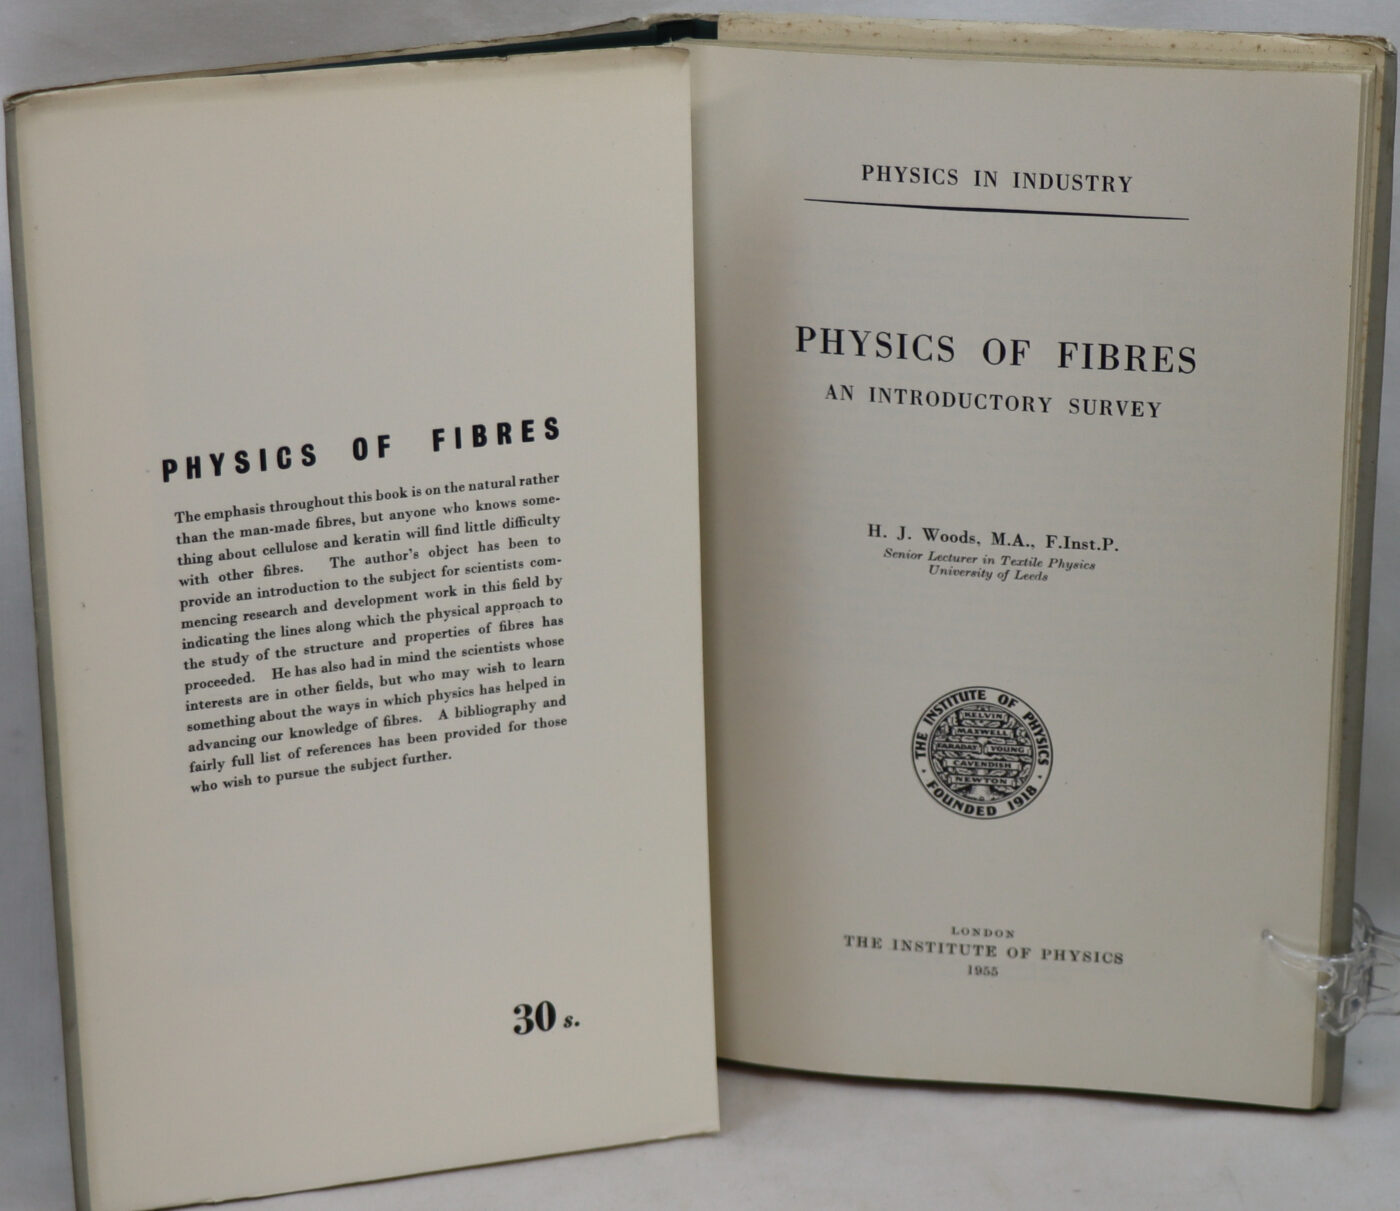 PHYSICS OF FIBRES
The emphasis throughout this book is on the natural rather
than the man-made fibres, but anyone who knows some-
thing about cellulose and keratin will find little difficulty
with other fibres. The author's object has been to
provide an introduction to the subject for scientists com-
mencing research and development work in this field by
indicating the lines along which the physical approach to
the study of the structure and properties of fibres has
proceeded. He has also had in mind the scientists whose
interests are in other fields, but who may wish to learn
something about the ways in which physics has helped in
advancing our knowledge of fibres. A bibliography and
fairly full list of references has been provided for those
who wish to pursue the subject further.
30 s.
PHYSICS IN INDUSTRY
PHYSICS OF FIBRES
AN INTRODUCTORY SURVEY
H. J. Woods, M.A., F.Inst.P.
Senior Lecturer in Textile Physics
University of Leeds
THE INSTITUTE OF PHYSICS
KELVIN
MAXWELL
FARADAY YOUNG
CAVENDISH
NEWTON
FOUNDED 1918
LONDON
THE INSTITUTE OF PHYSICS
1955